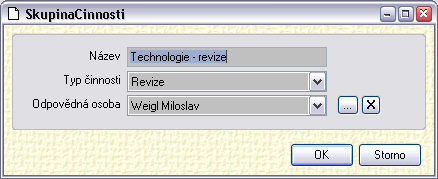 SkupinaCinnosti
Název Technologie - revize
Typ činnosti Revize
Odpovědná osoba Weigl Miloslav ... X
OK Storno